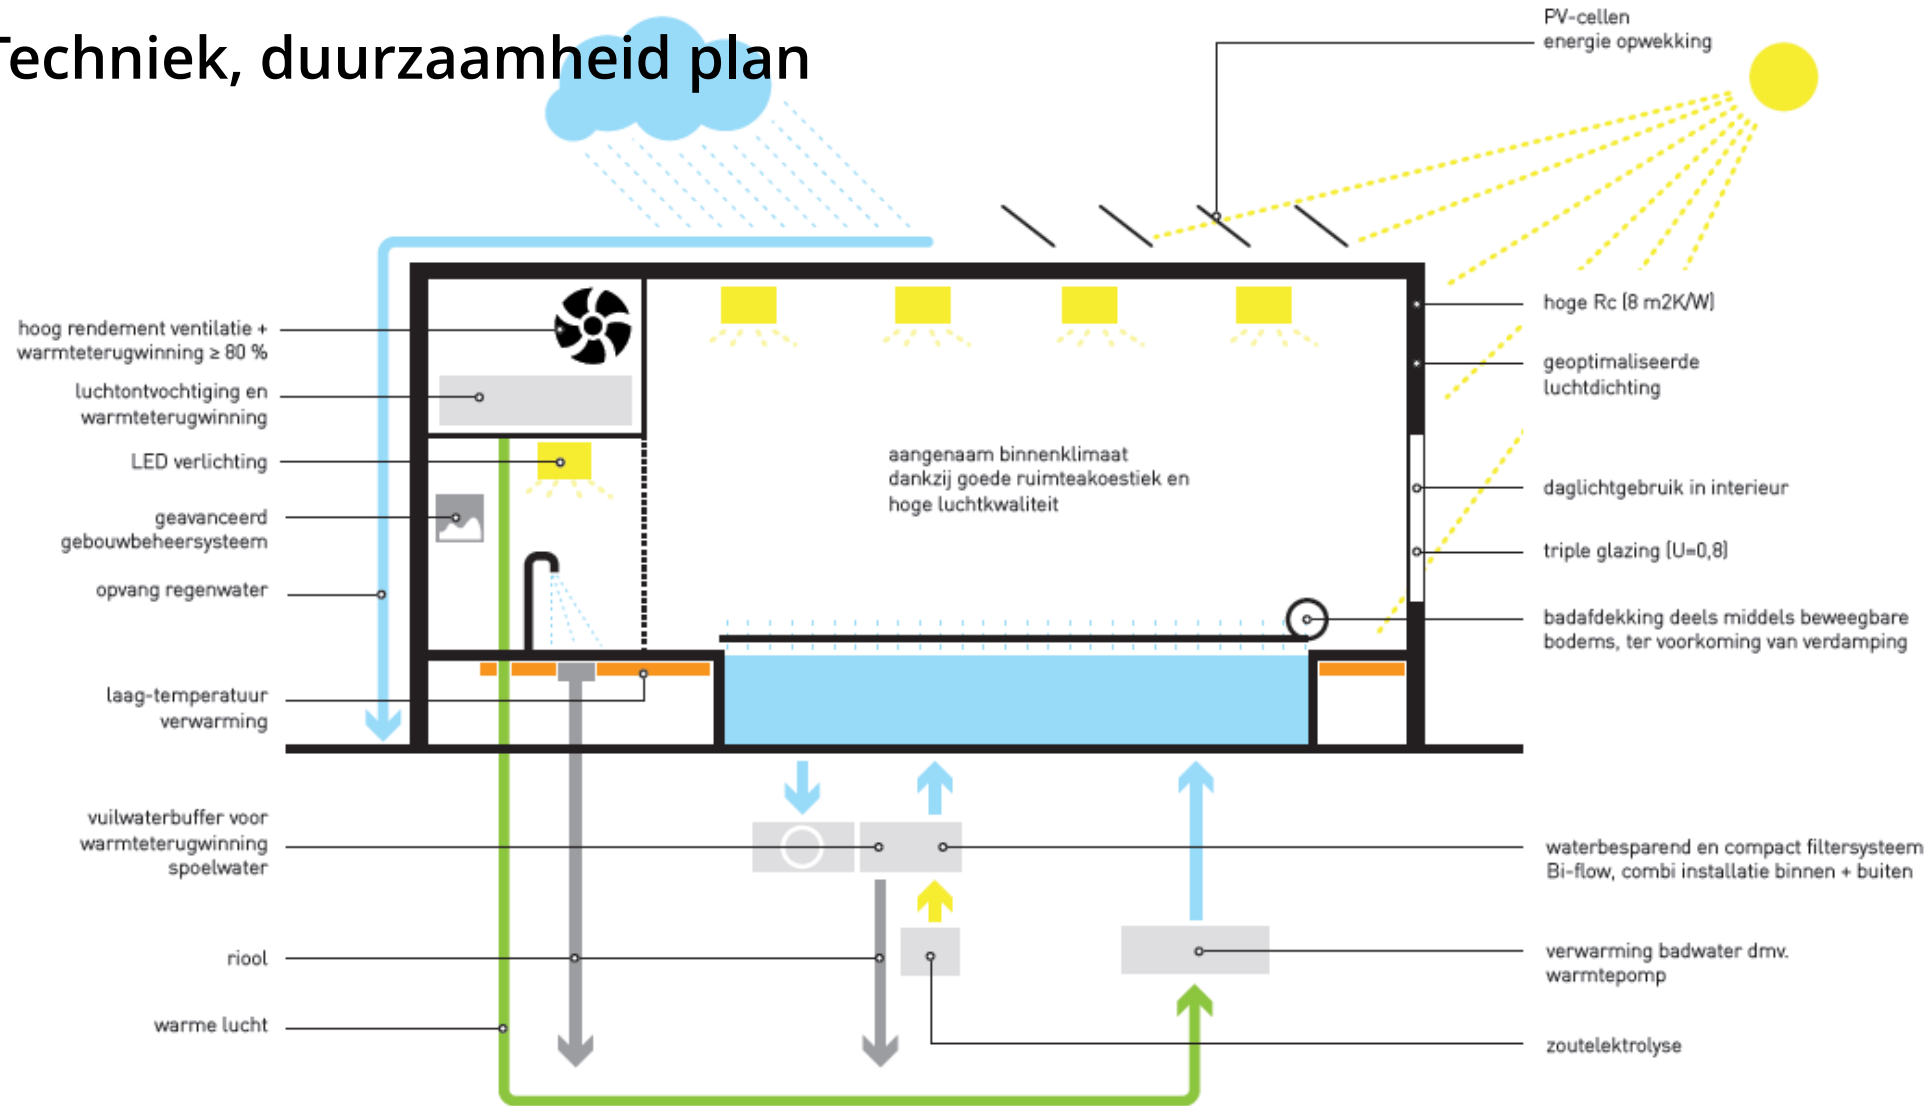 Techniek, duurzaamheid plan
PV-cellen
energie opwekking
hoog rendement ventilatie +
warmteterugwinning ≥ 80 %
luchtontvochtiging en
warmteterugwinning
LED verlichting
geavanceerd
gebouwbeheersysteem
opvang regenwater
laag-temperatuur
verwarming
vuilwaterbuffer voor
warmteterugwinning
spoelwater
riool
warme lucht
aangenaam binnenklimaat
dankzij goede ruimteakoestiek en
hoge luchtkwaliteit
hoge Rc (8 m2K/W)
geoptimaliseerde
luchtdichting
daglichtgebruik in interieur
triple glazing (U=0,8)
badafdekking deels middels beweegbare
bodems, ter voorkoming van verdamping
waterbesparend en compact filtersysteem
Bi-flow, combi installatie binnen + buiten
verwarming badwater dmv.
warmtepomp
zoutelektrolyse